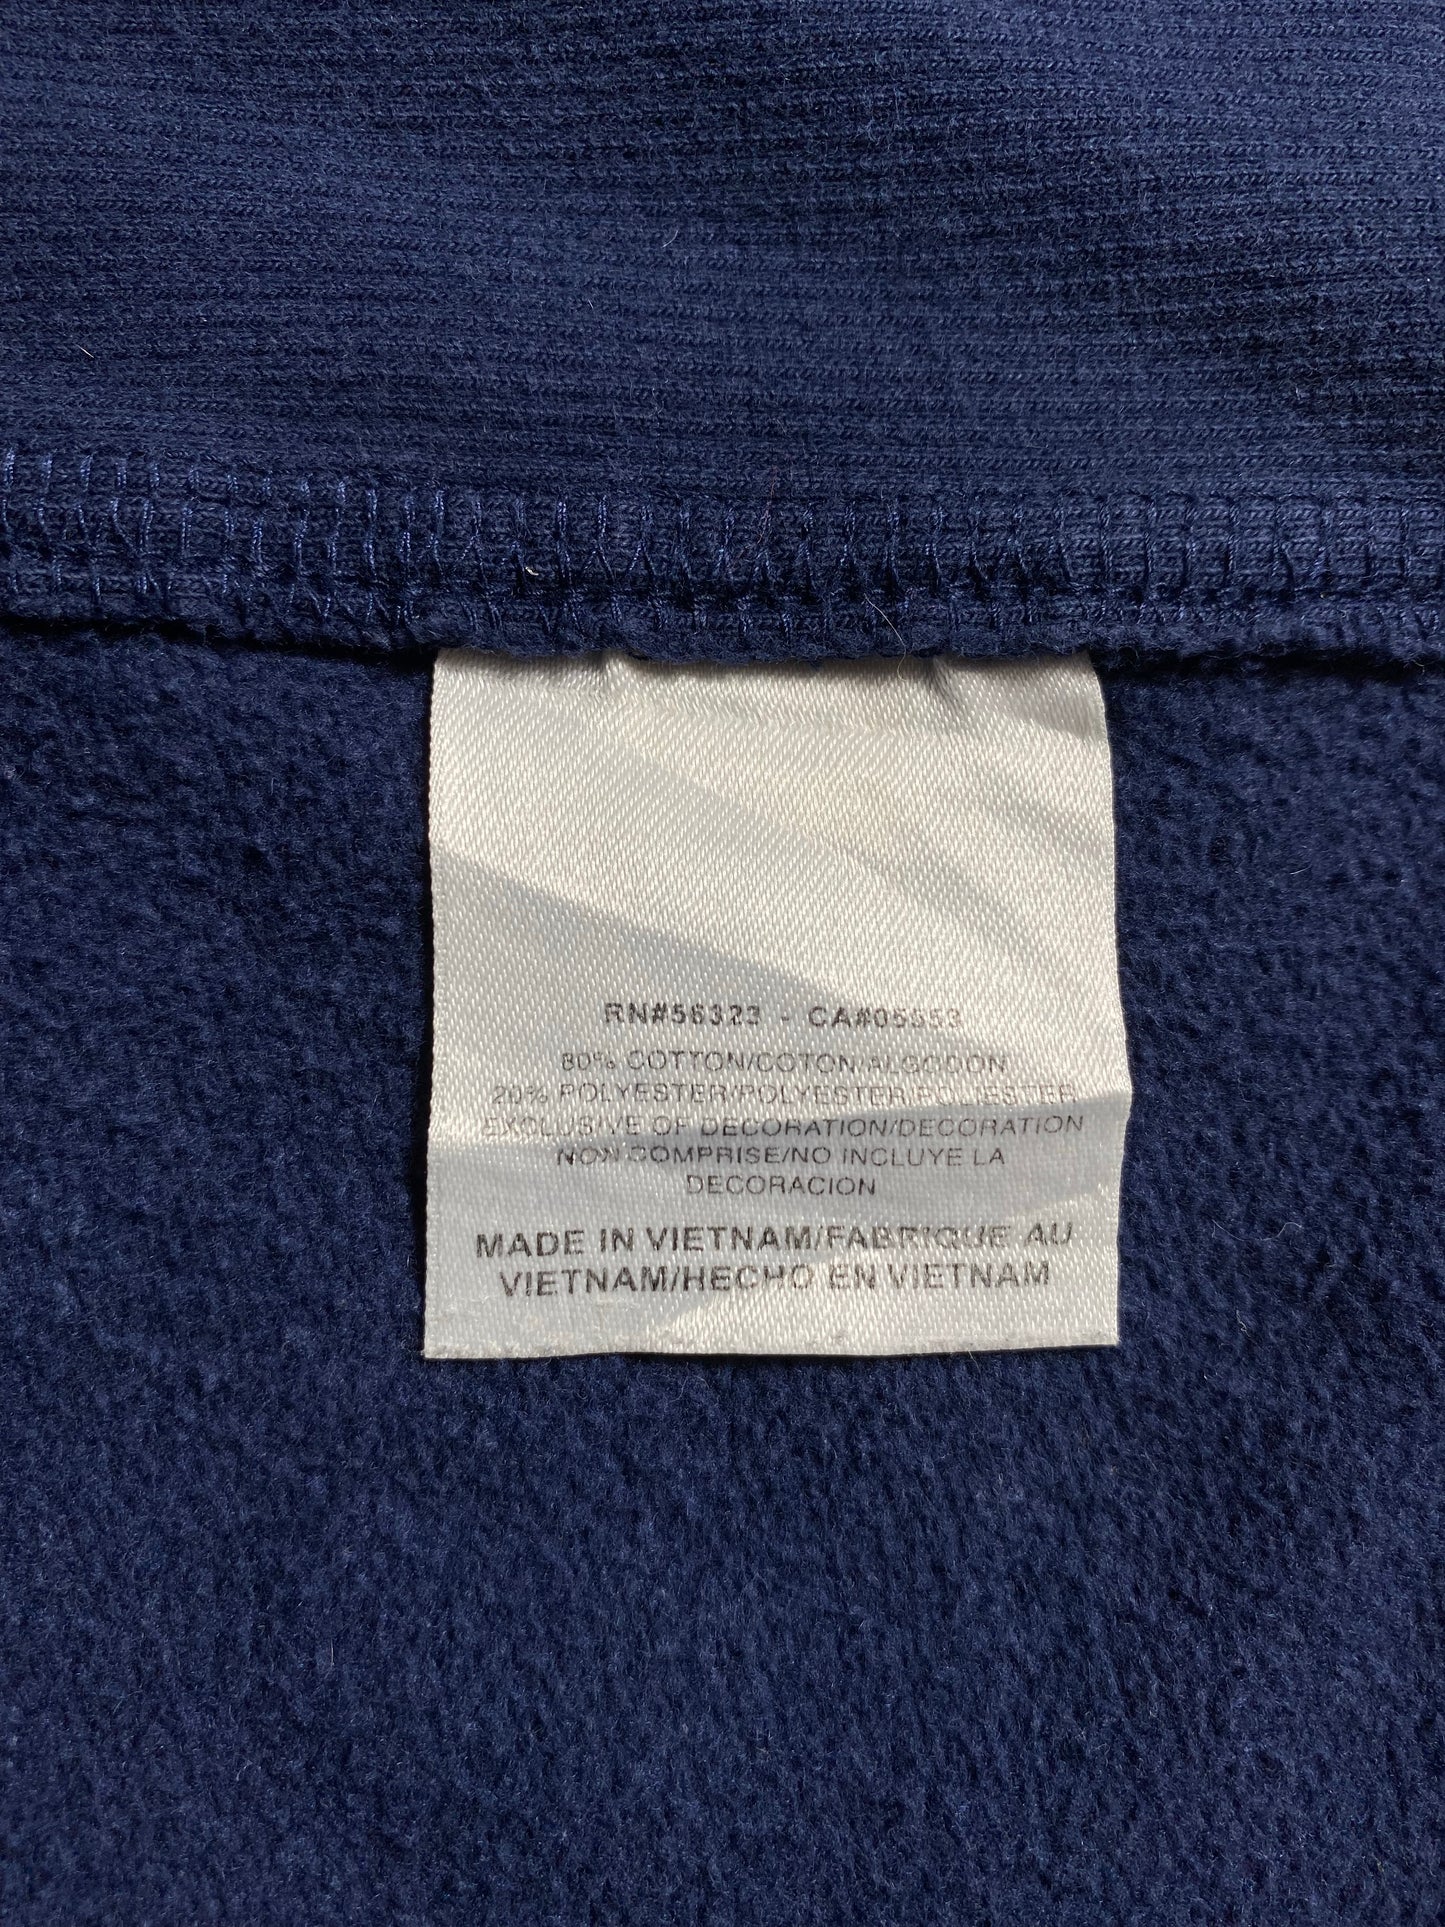 RN#56323 - CA#05553
80% COTTON/COTON/ALGODON
20% POLYESTER/POLYESTER/POLIESTER
EXCLUSIVE OF DECORATION/DECORATION
NON COMPRISE/NO INCLUYE LA
DECORACION
MADE IN VIETNAM/FABRIQUE AU
VIETNAM/HECHO EN VIETNAM